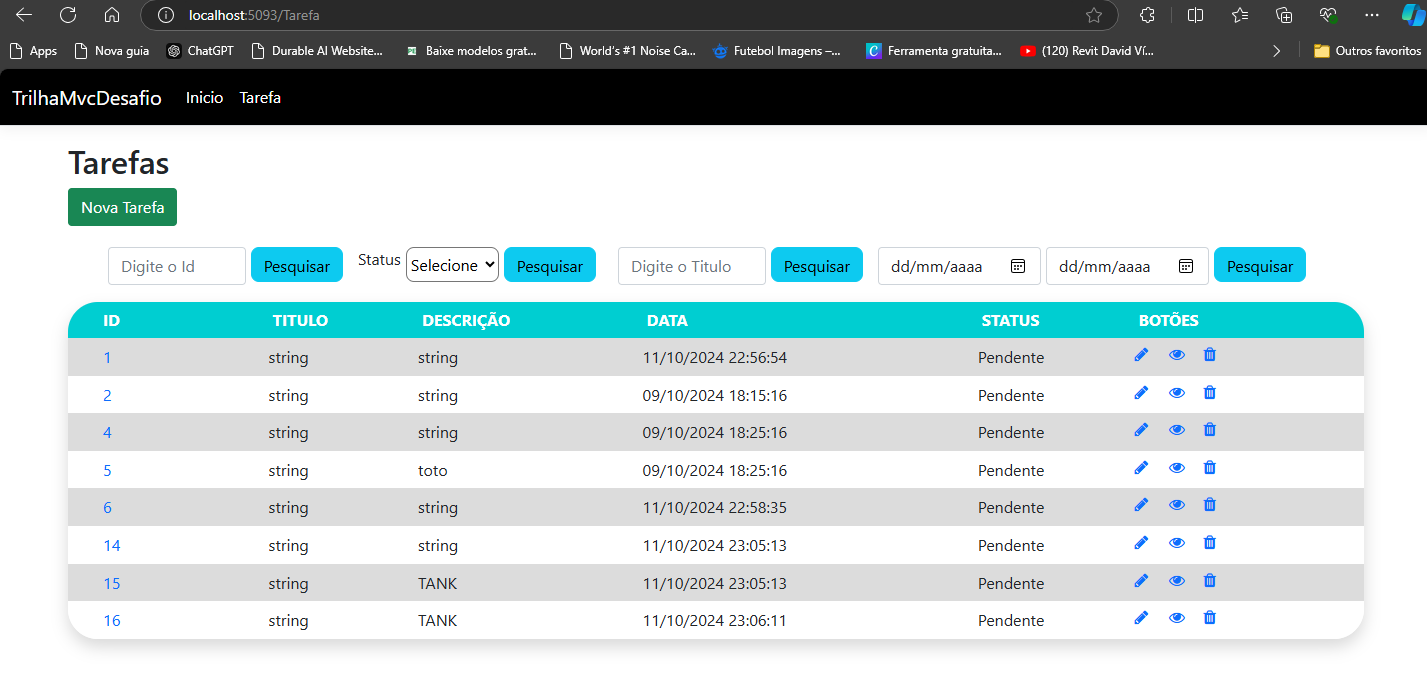 localhost:5093/Tarefa
Apps Nova guia ChatGPT Durable AI Website... Baixe modelos grat... World's #1 Noise Ca... Futebol Imagens –... Ferramenta gratuita... (120) Revit David Ví... Outros favoritos
TrilhaMvcDesafio Inicio Tarefa
Tarefas
Nova Tarefa
Digite o Id Pesquisar Status Selecione Pesquisar Digite o Titulo Pesquisar dd/mm/aaaa dd/mm/aaaa Pesquisar
ID TITULO DESCRIÇÃO DATA STATUS BOTÕES
1 string string 11/10/2024 22:56:54 Pendente
2 string string 09/10/2024 18:15:16 Pendente
4 string string 09/10/2024 18:25:16 Pendente
5 string toto 09/10/2024 18:25:16 Pendente
6 string string 11/10/2024 22:58:35 Pendente
14 string string 11/10/2024 23:05:13 Pendente
15 string TANK 11/10/2024 23:05:13 Pendente
16 string TANK 11/10/2024 23:06:11 Pendente